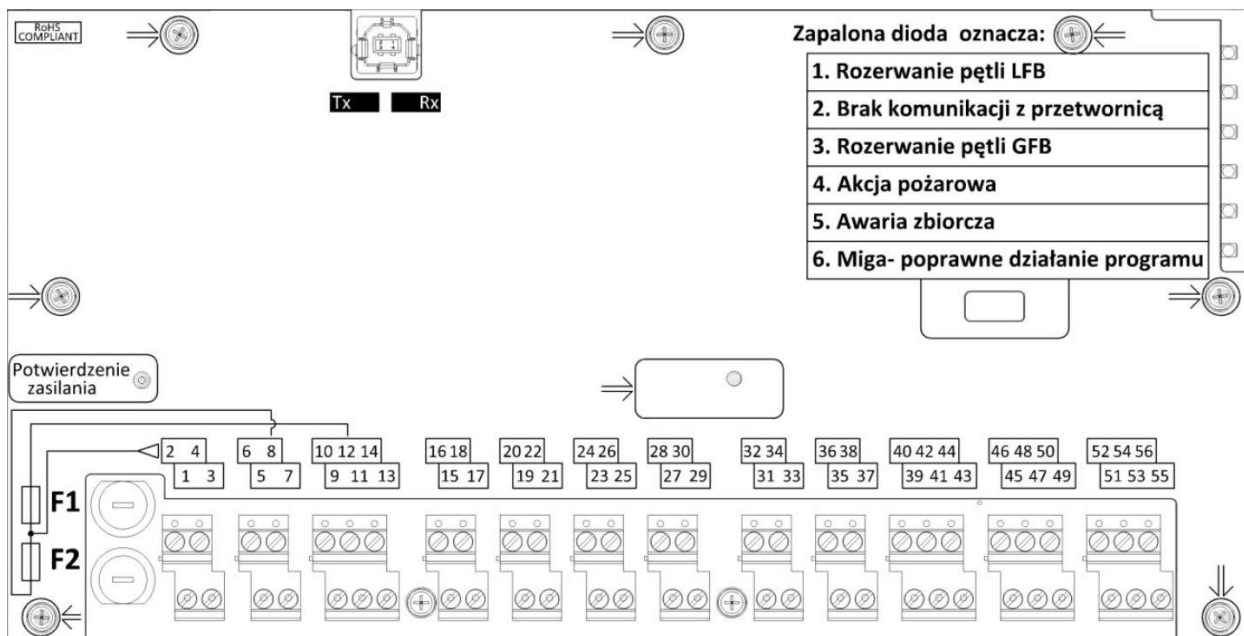 RoHS
COMPLIANT
Zapalona dioda oznacza:
Tx Rx
1. Rozerwanie pętli LFB
2. Brak komunikacji z przetwornicą
3. Rozerwanie pętli GFB
4. Akcja pożarowa
5. Awaria zbiorcza
6. Miga- poprawne działanie programu
Potwierdzenie
zasilania
2 4 6 8 10 12 14 16 18 20 22 24 26 28 30 32 34 36 38 40 42 44 46 48 50 52 54 56
1 3 5 7 9 11 13 15 17 19 21 23 25 27 29 31 33 35 37 39 41 43 45 47 49 51 53 55
F1
F2